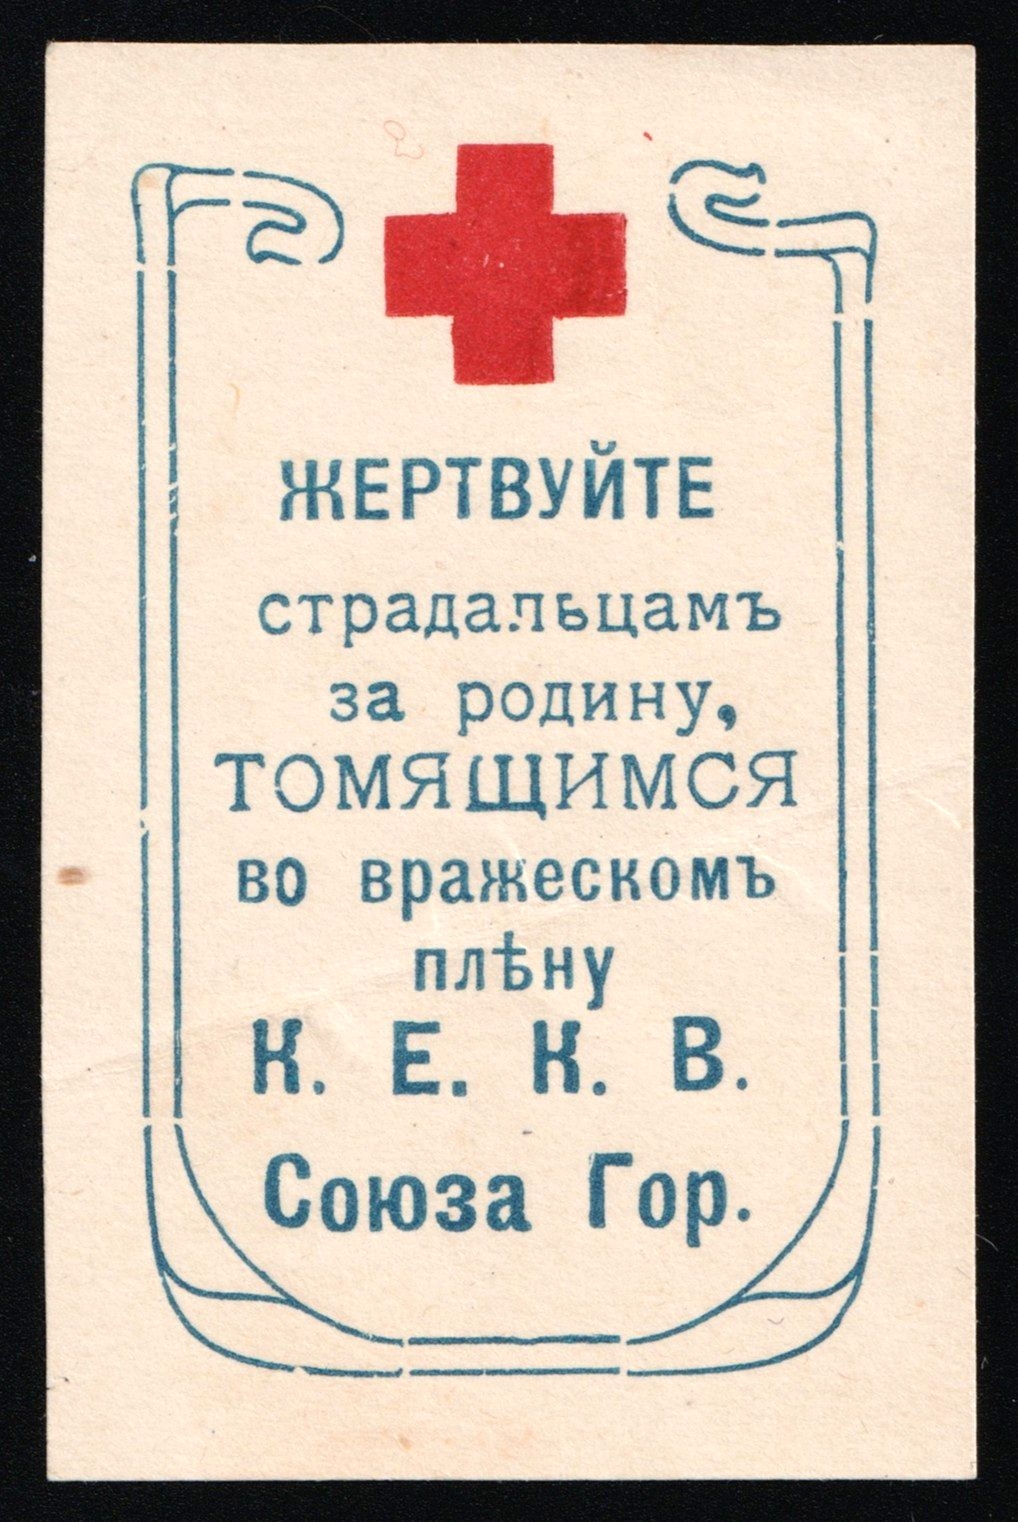 ЖЕРТВУЙТЕ
страдальцамъ
за родину,
ТОМЯЩИМСЯ
во вражескомъ
плѣну
К. Е. К. В.
Союза Гор.